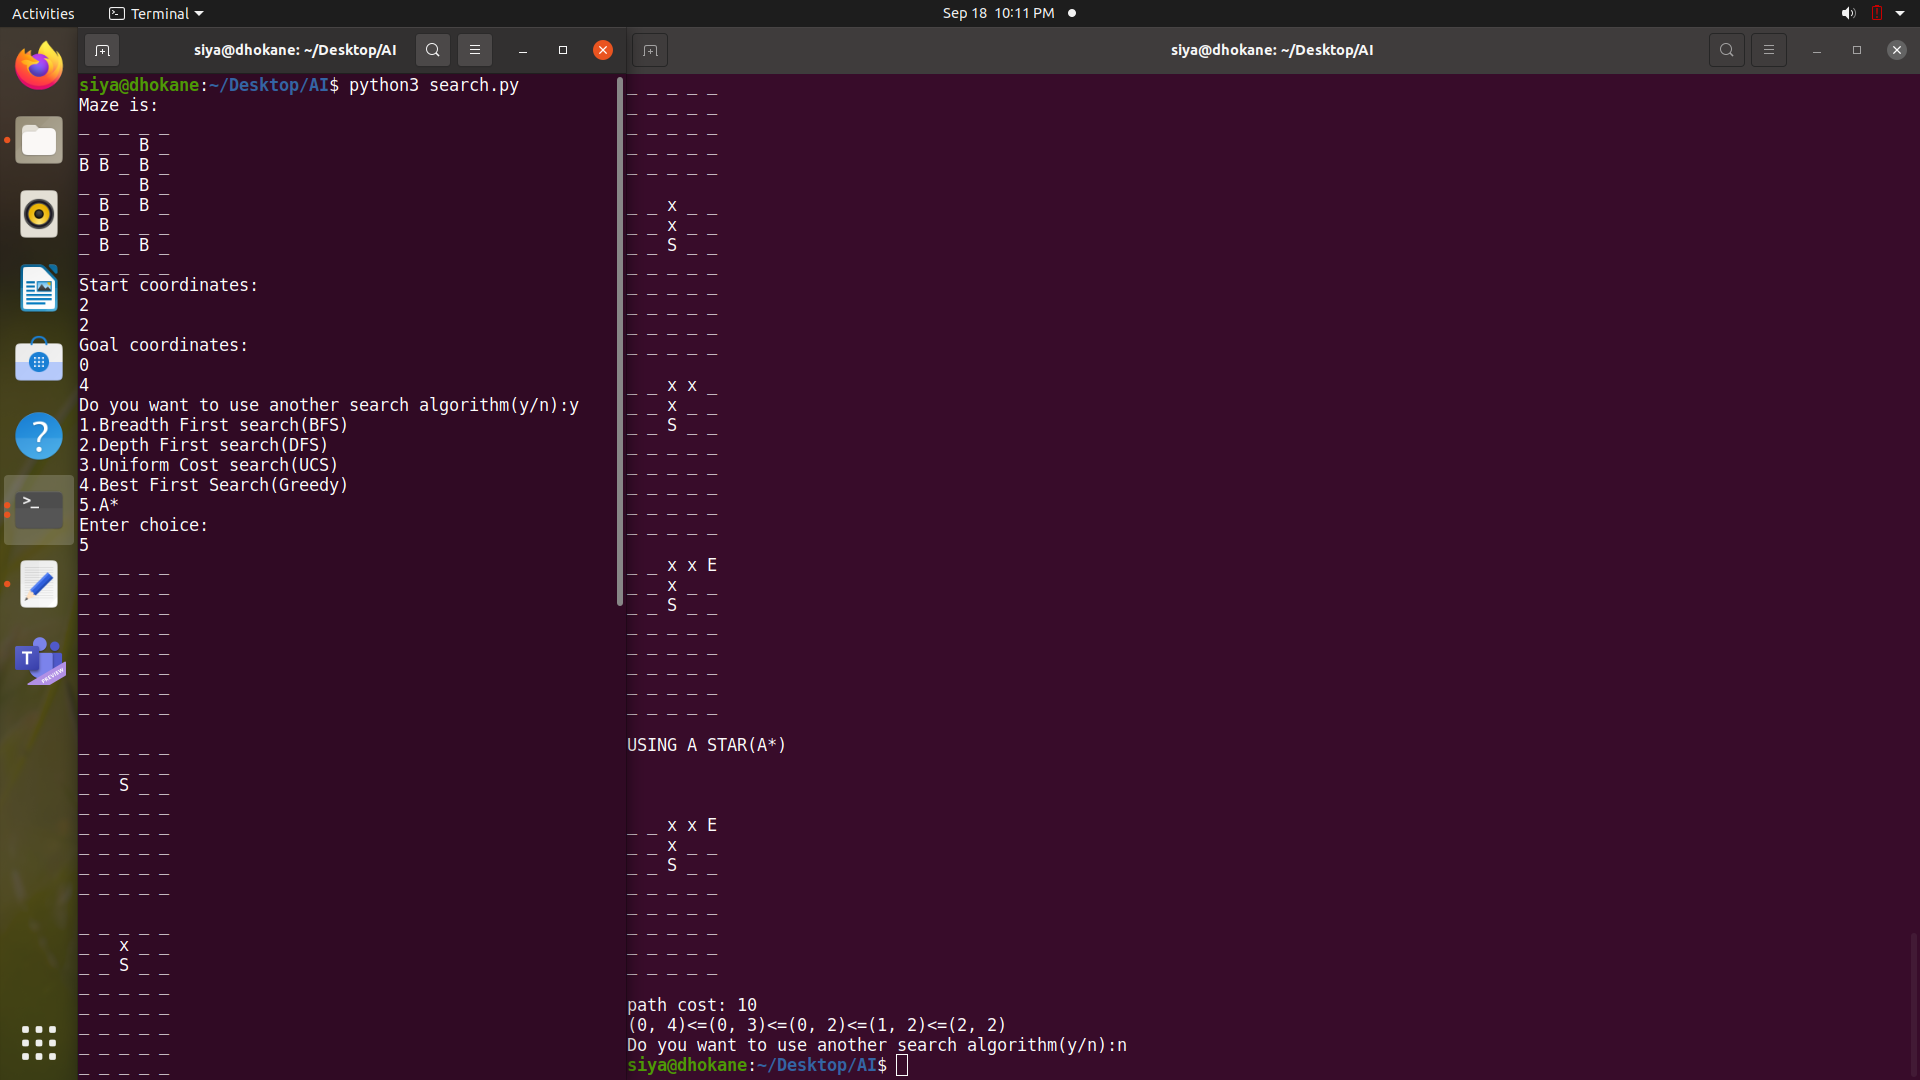 Activities
Terminal
Sep 18 10:11 PM
siya@dhokane: ~/Desktop/AI
siya@dhokane:~/Desktop/AI$ python3 search.py
Maze is:
_ _ _ _ _
_ _ _ B _
B B _ B _
_ _ _ B _
_ B _ B _
_ B _ _ _
_ B _ B _
_ _ _ _ _
Start coordinates:
2
2
Goal coordinates:
0
4
Do you want to use another search algorithm(y/n):y
1.Breadth First search(BFS)
2.Depth First search(DFS)
3.Uniform Cost search(UCS)
4.Best First Search(Greedy)
5.A*
Enter choice:
5
_ _ _ _ _
_ _ _ _ _
_ _ _ _ _
_ _ _ _ _
_ _ _ _ _
_ _ _ _ _
_ _ _ _ _
_ _ _ _ _
_ _ _ _ _
_ _ _ _ _
_ _ S _ _
_ _ _ _ _
_ _ _ _ _
_ _ _ _ _
_ _ _ _ _
_ _ _ _ _
_ _ _ _ _
_ _ x _ _
_ _ S _ _
_ _ _ _ _
_ _ _ _ _
_ _ _ _ _
_ _ _ _ _
_ _ _ _ _
siya@dhokane: ~/Desktop/AI
_ _ _ _ _
_ _ _ _ _
_ _ _ _ _
_ _ _ _ _
_ _ _ _ _
_ _ x _ _
_ _ x _ _
_ _ S _ _
_ _ _ _ _
_ _ _ _ _
_ _ _ _ _
_ _ _ _ _
_ _ _ _ _
_ _ x x _
_ _ x _ _
_ _ S _ _
_ _ _ _ _
_ _ _ _ _
_ _ _ _ _
_ _ _ _ _
_ _ _ _ _
_ _ x x E
_ _ x _ _
_ _ S _ _
_ _ _ _ _
_ _ _ _ _
_ _ _ _ _
_ _ _ _ _
_ _ _ _ _
USING A STAR(A*)
_ _ x x E
_ _ x _ _
_ _ S _ _
_ _ _ _ _
_ _ _ _ _
_ _ _ _ _
_ _ _ _ _
_ _ _ _ _
path cost: 10
(0, 4)<=(0, 3)<=(0, 2)<=(1, 2)<=(2, 2)
Do you want to use another search algorithm(y/n):n
siya@dhokane:~/Desktop/AI$
?
>_
T
PREVIEW